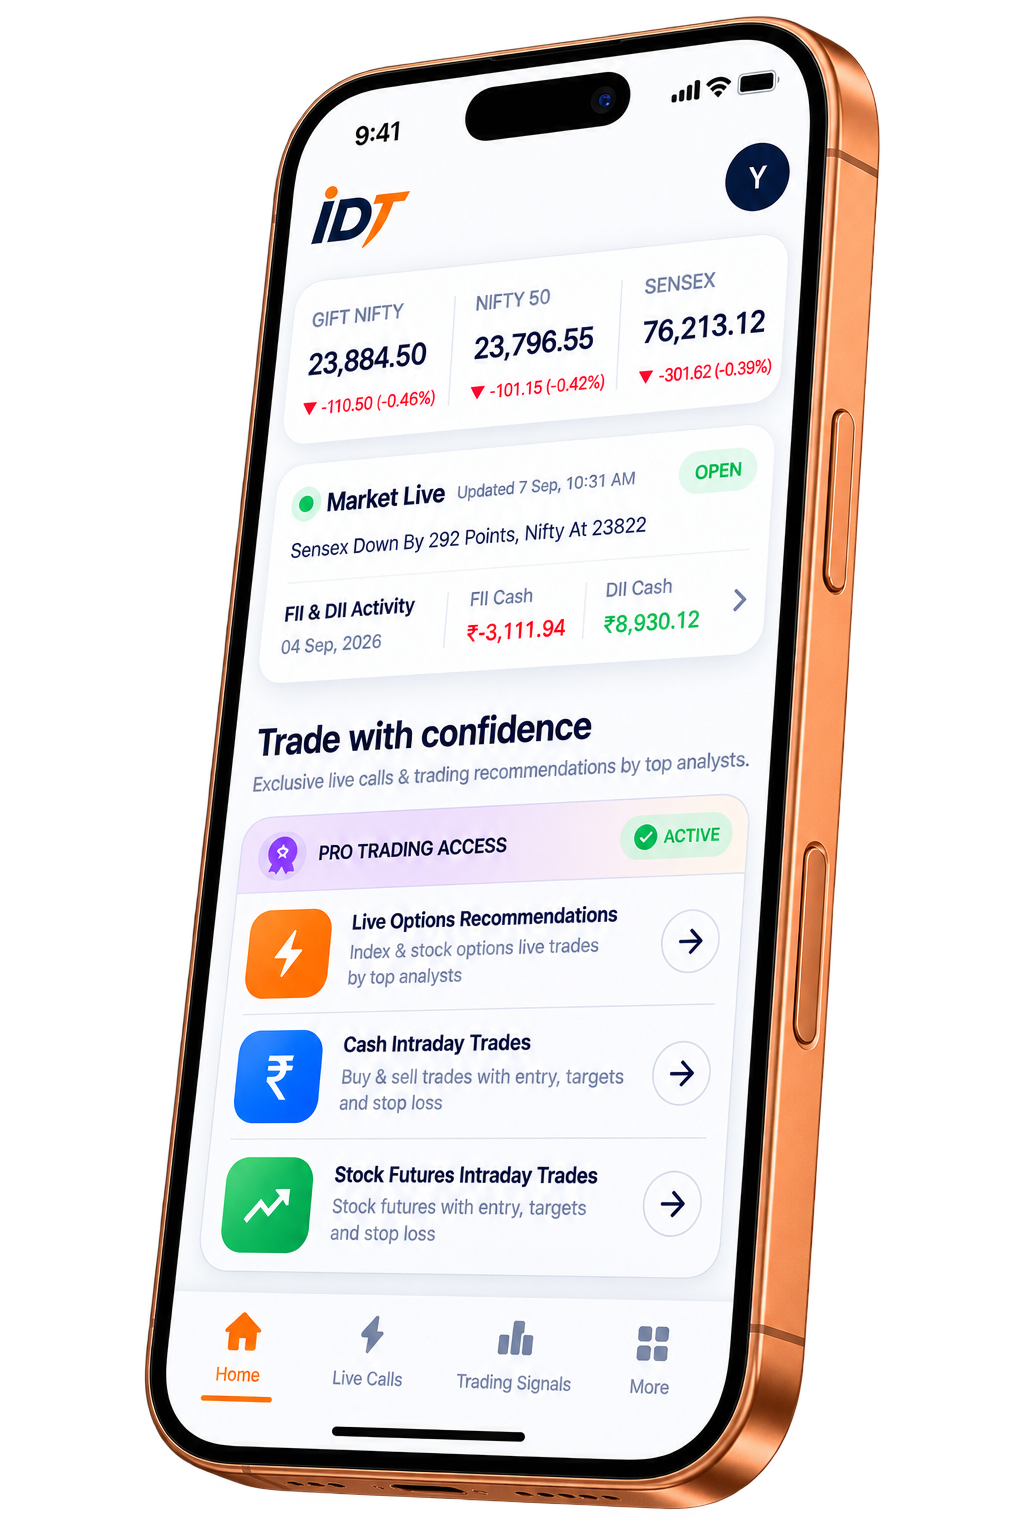 9:41
iDT
Y
GIFT NIFTY
23,884.50
▼ -110.50 (-0.46%)
NIFTY 50
23,796.55
▼ -101.15 (-0.42%)
SENSEX
76,213.12
▼ -301.62 (-0.39%)
Market Live Updated 7 Sep, 10:31 AM
OPEN
Sensex Down By 292 Points, Nifty At 23822
FII & DII Activity
04 Sep, 2026
FII Cash
₹-3,111.94
DII Cash
₹8,930.12
Trade with confidence
Exclusive live calls & trading recommendations by top analysts.
PRO TRADING ACCESS
ACTIVE
Live Options Recommendations
Index & stock options live trades
by top analysts
₹
Cash Intraday Trades
Buy & sell trades with entry, targets
and stop loss
Stock Futures Intraday Trades
Stock futures with entry, targets
and stop loss
Home
Live Calls
Trading Signals
More